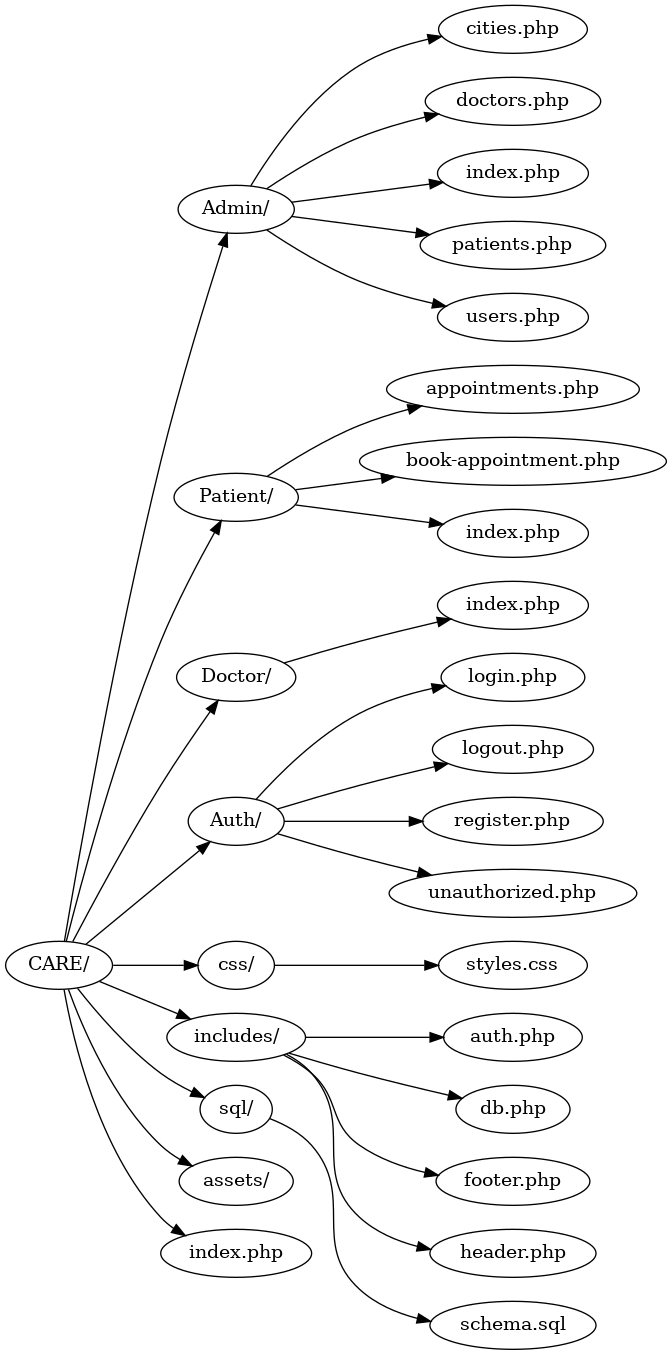 cities.php
doctors.php
index.php
Admin/
patients.php
users.php
appointments.php
book-appointment.php
Patient/
index.php
index.php
Doctor/
login.php
logout.php
Auth/
register.php
unauthorized.php
CARE/
css/
styles.css
includes/
auth.php
sql/
db.php
assets/
footer.php
index.php
header.php
schema.sql